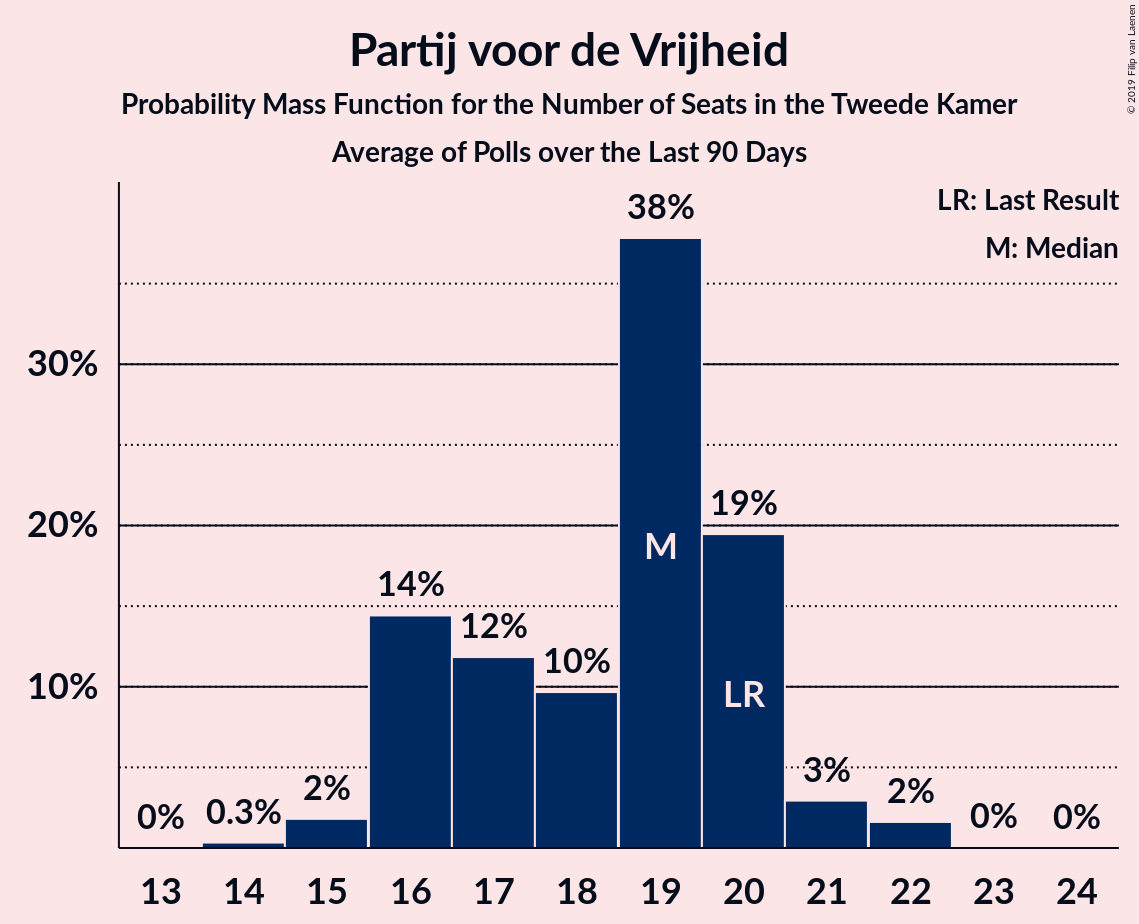 Partij voor de Vrijheid
Probability Mass Function for the Number of Seats in the Tweede Kamer
Average of Polls over the Last 90 Days
© 2019 Filip van Laenen
LR: Last Result
M: Median
30%
20%
10%
0%
0.3%
2%
14%
12%
10%
38%
19%
3%
2%
0%
0%
M
LR
13 14 15 16 17 18 19 20 21 22 23 24